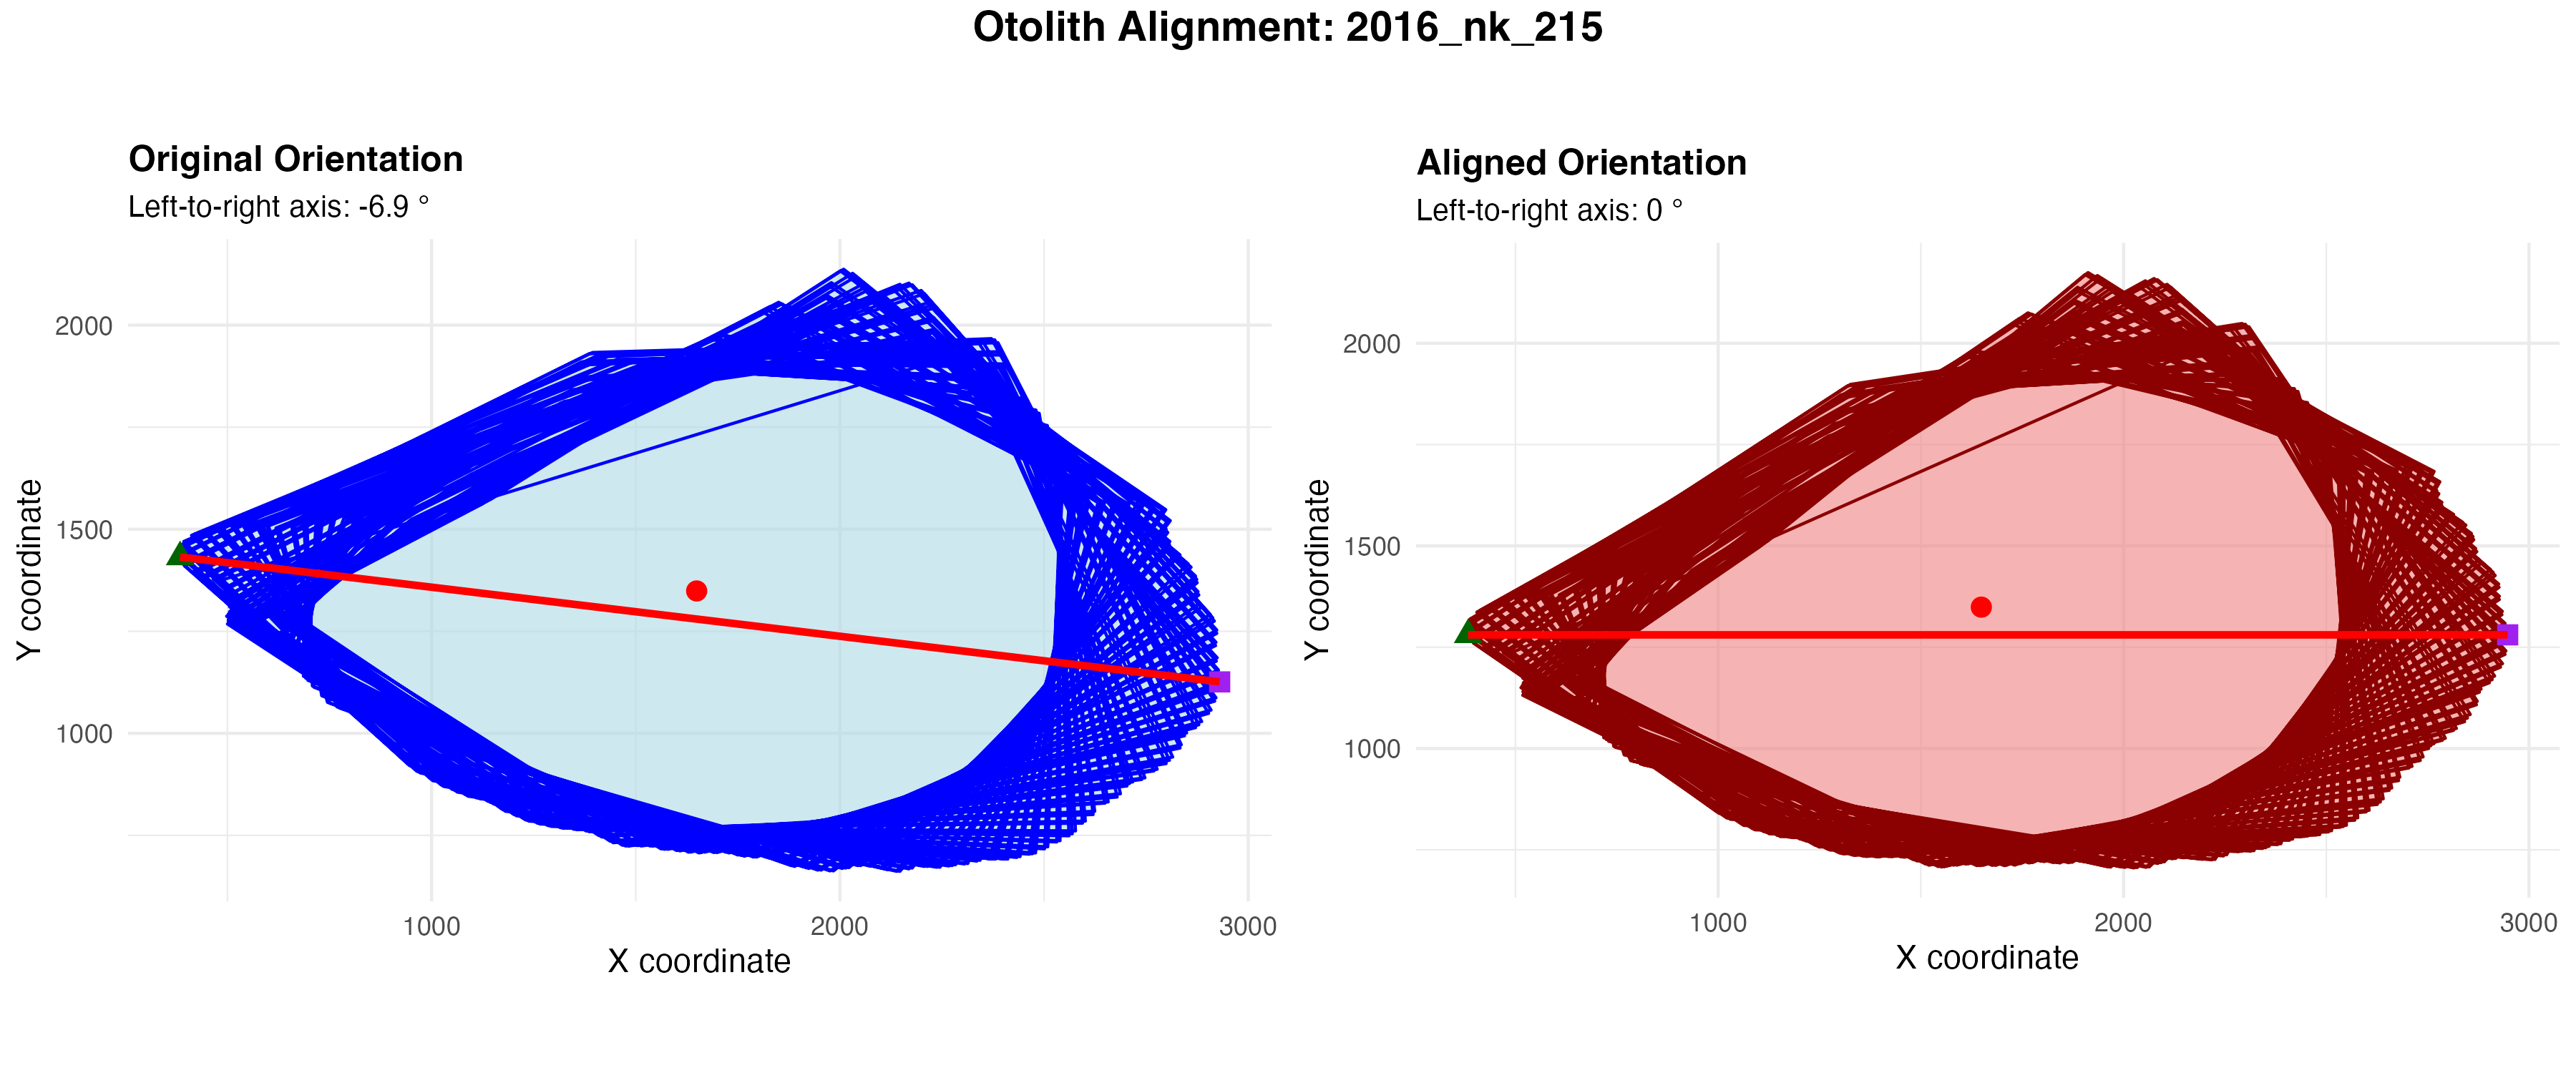 Otolith Alignment: 2016_nk_215
Original Orientation
Left-to-right axis: -6.9 °
Y coordinate
2000
1500
1000
1000
2000
3000
X coordinate
Aligned Orientation
Left-to-right axis: 0 °
Y coordinate
2000
1500
1000
1000
2000
3000
X coordinate